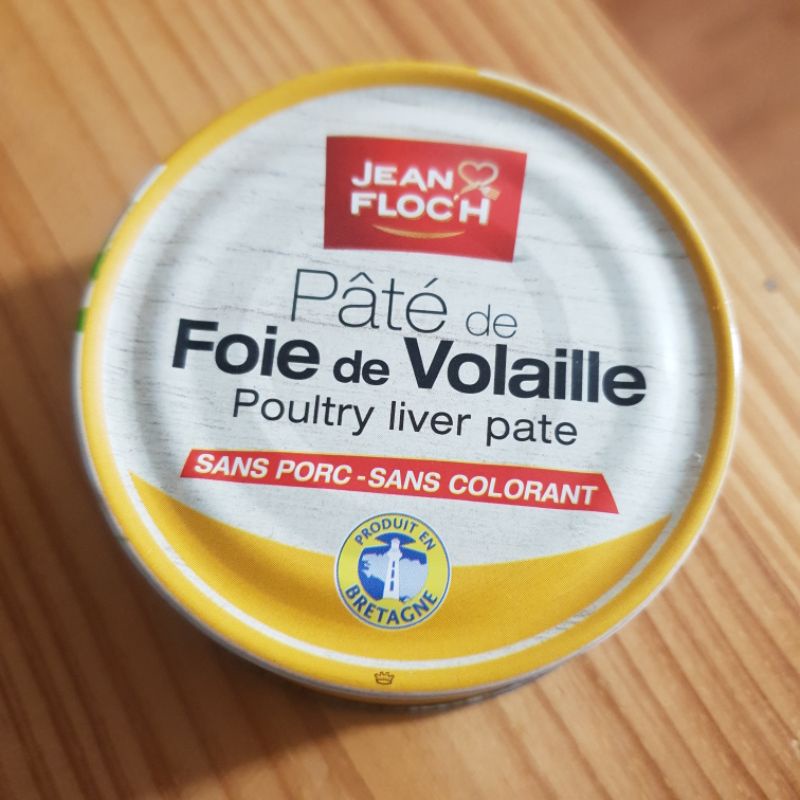 JEAN
FLOC'H
Pâté de
Foie de Volaille
Poultry liver pate
SANS PORC - SANS COLORANT
PRODUIT EN
BRETAGNE